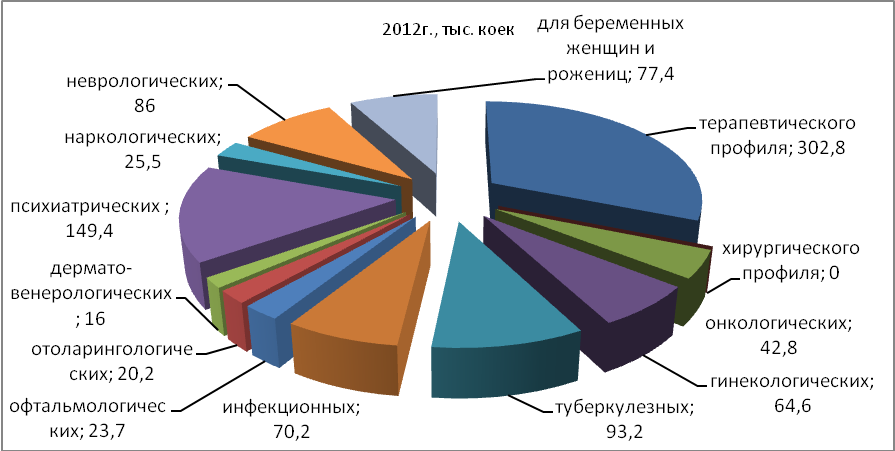 2012г., тыс. коек
для беременных
женщин и
рожениц; 77,4
терапевтического
профиля; 302,8
хирургического
профиля; 0
онкологических;
42,8
гинекологических;
64,6
туберкулезных;
93,2
инфекционных;
70,2
офтальмологичес
ких; 23,7
отоларингологиче
ских; 20,2
дермато-
венерологических
; 16
психиатрических ;
149,4
наркологических;
25,5
неврологических;
86